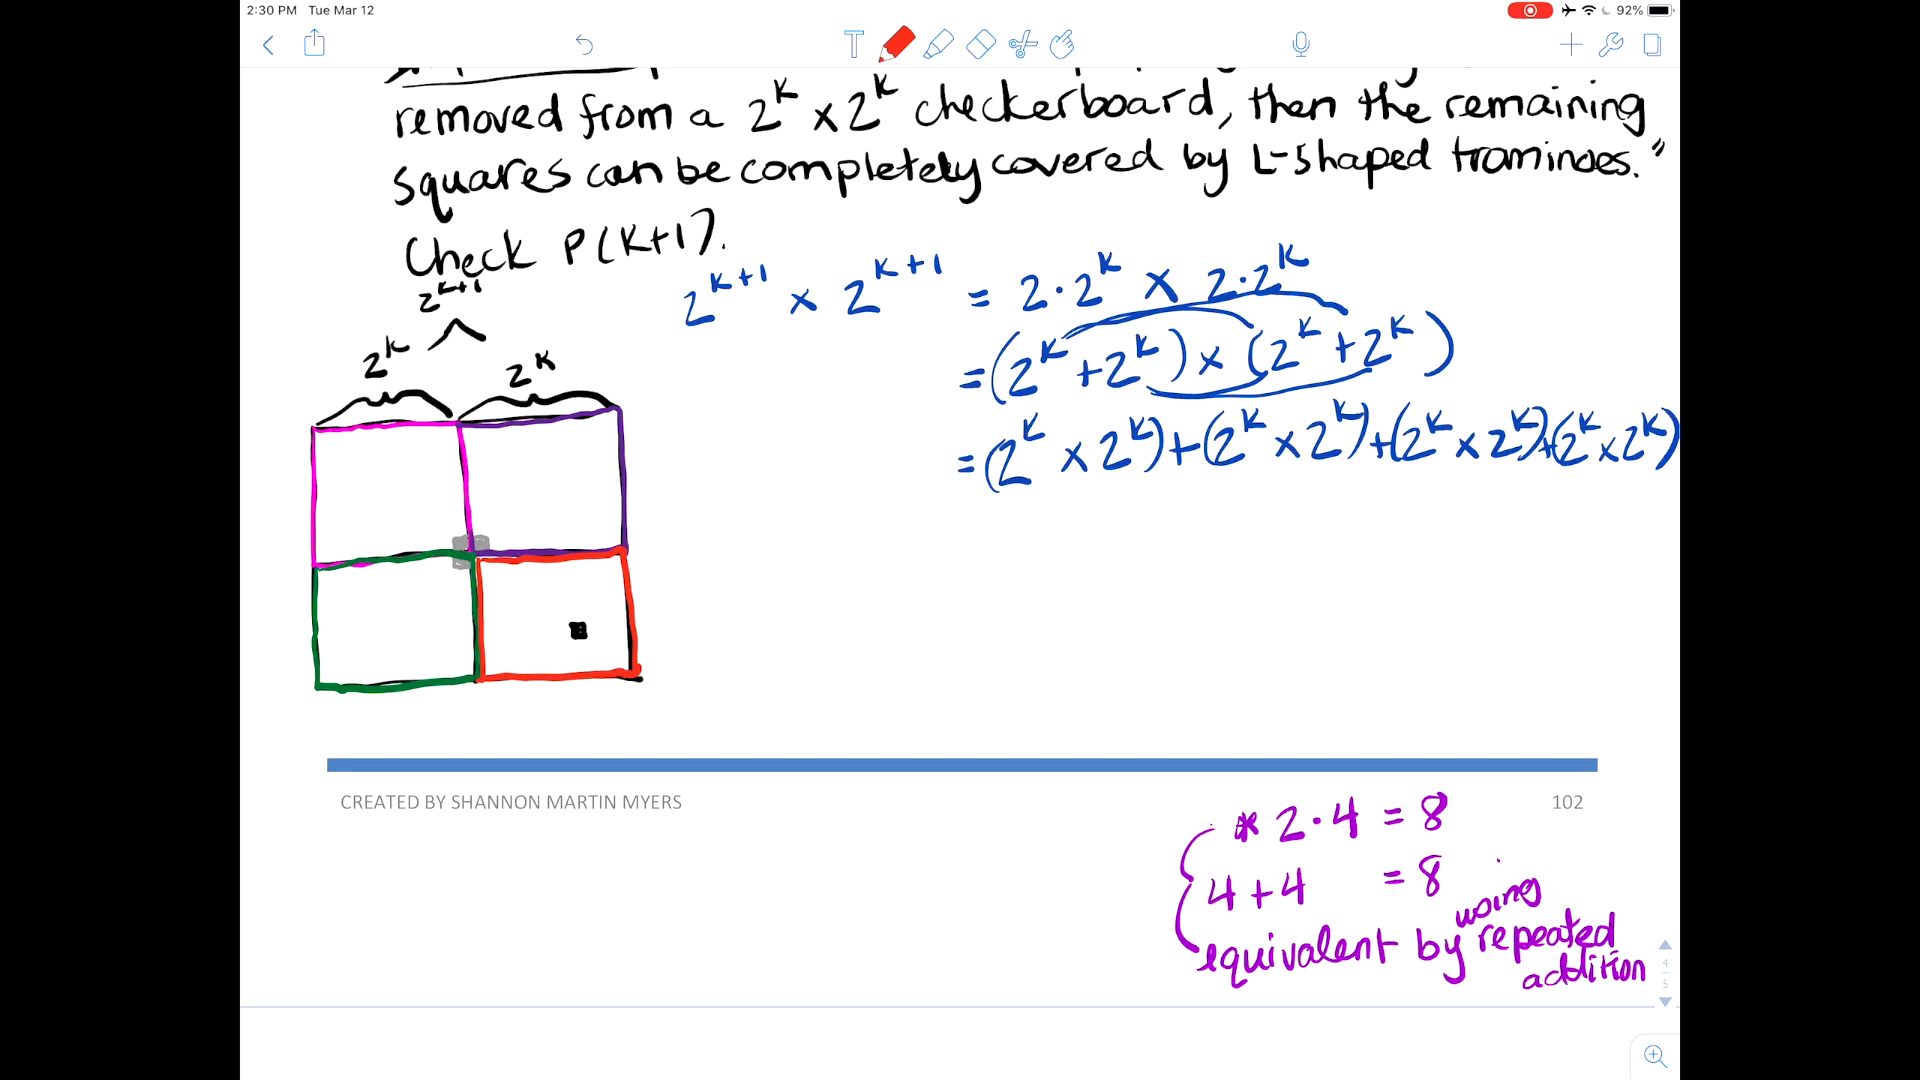 2:30 PM Tue Mar 12
92%
removed from a 2^k x 2^k checkerboard, then the remaining
squares can be completely covered by L-shaped trominoes."
Check P(k+1).
2^k+1 x 2^k+1 = 2·2^k x 2·2^k
= (2^k + 2^k) x (2^k + 2^k)
= (2^k x 2^k) + (2^k x 2^k) + (2^k x 2^k) + (2^k x 2^k)
2^k+1
2^k 2^k
CREATED BY SHANNON MARTIN MYERS
102
* 2·4 = 8
4+4 = 8
equivalent by using repeated
addition
4
5